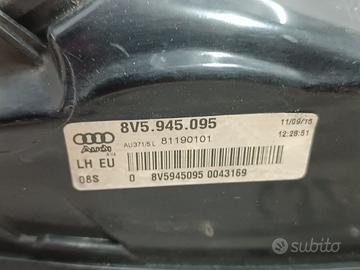 8V5.945.095
11/09/15
12:28:51
Audi
AU371/5 L 81190101
LH EU
08S 0 8V5945095 0043169
subito